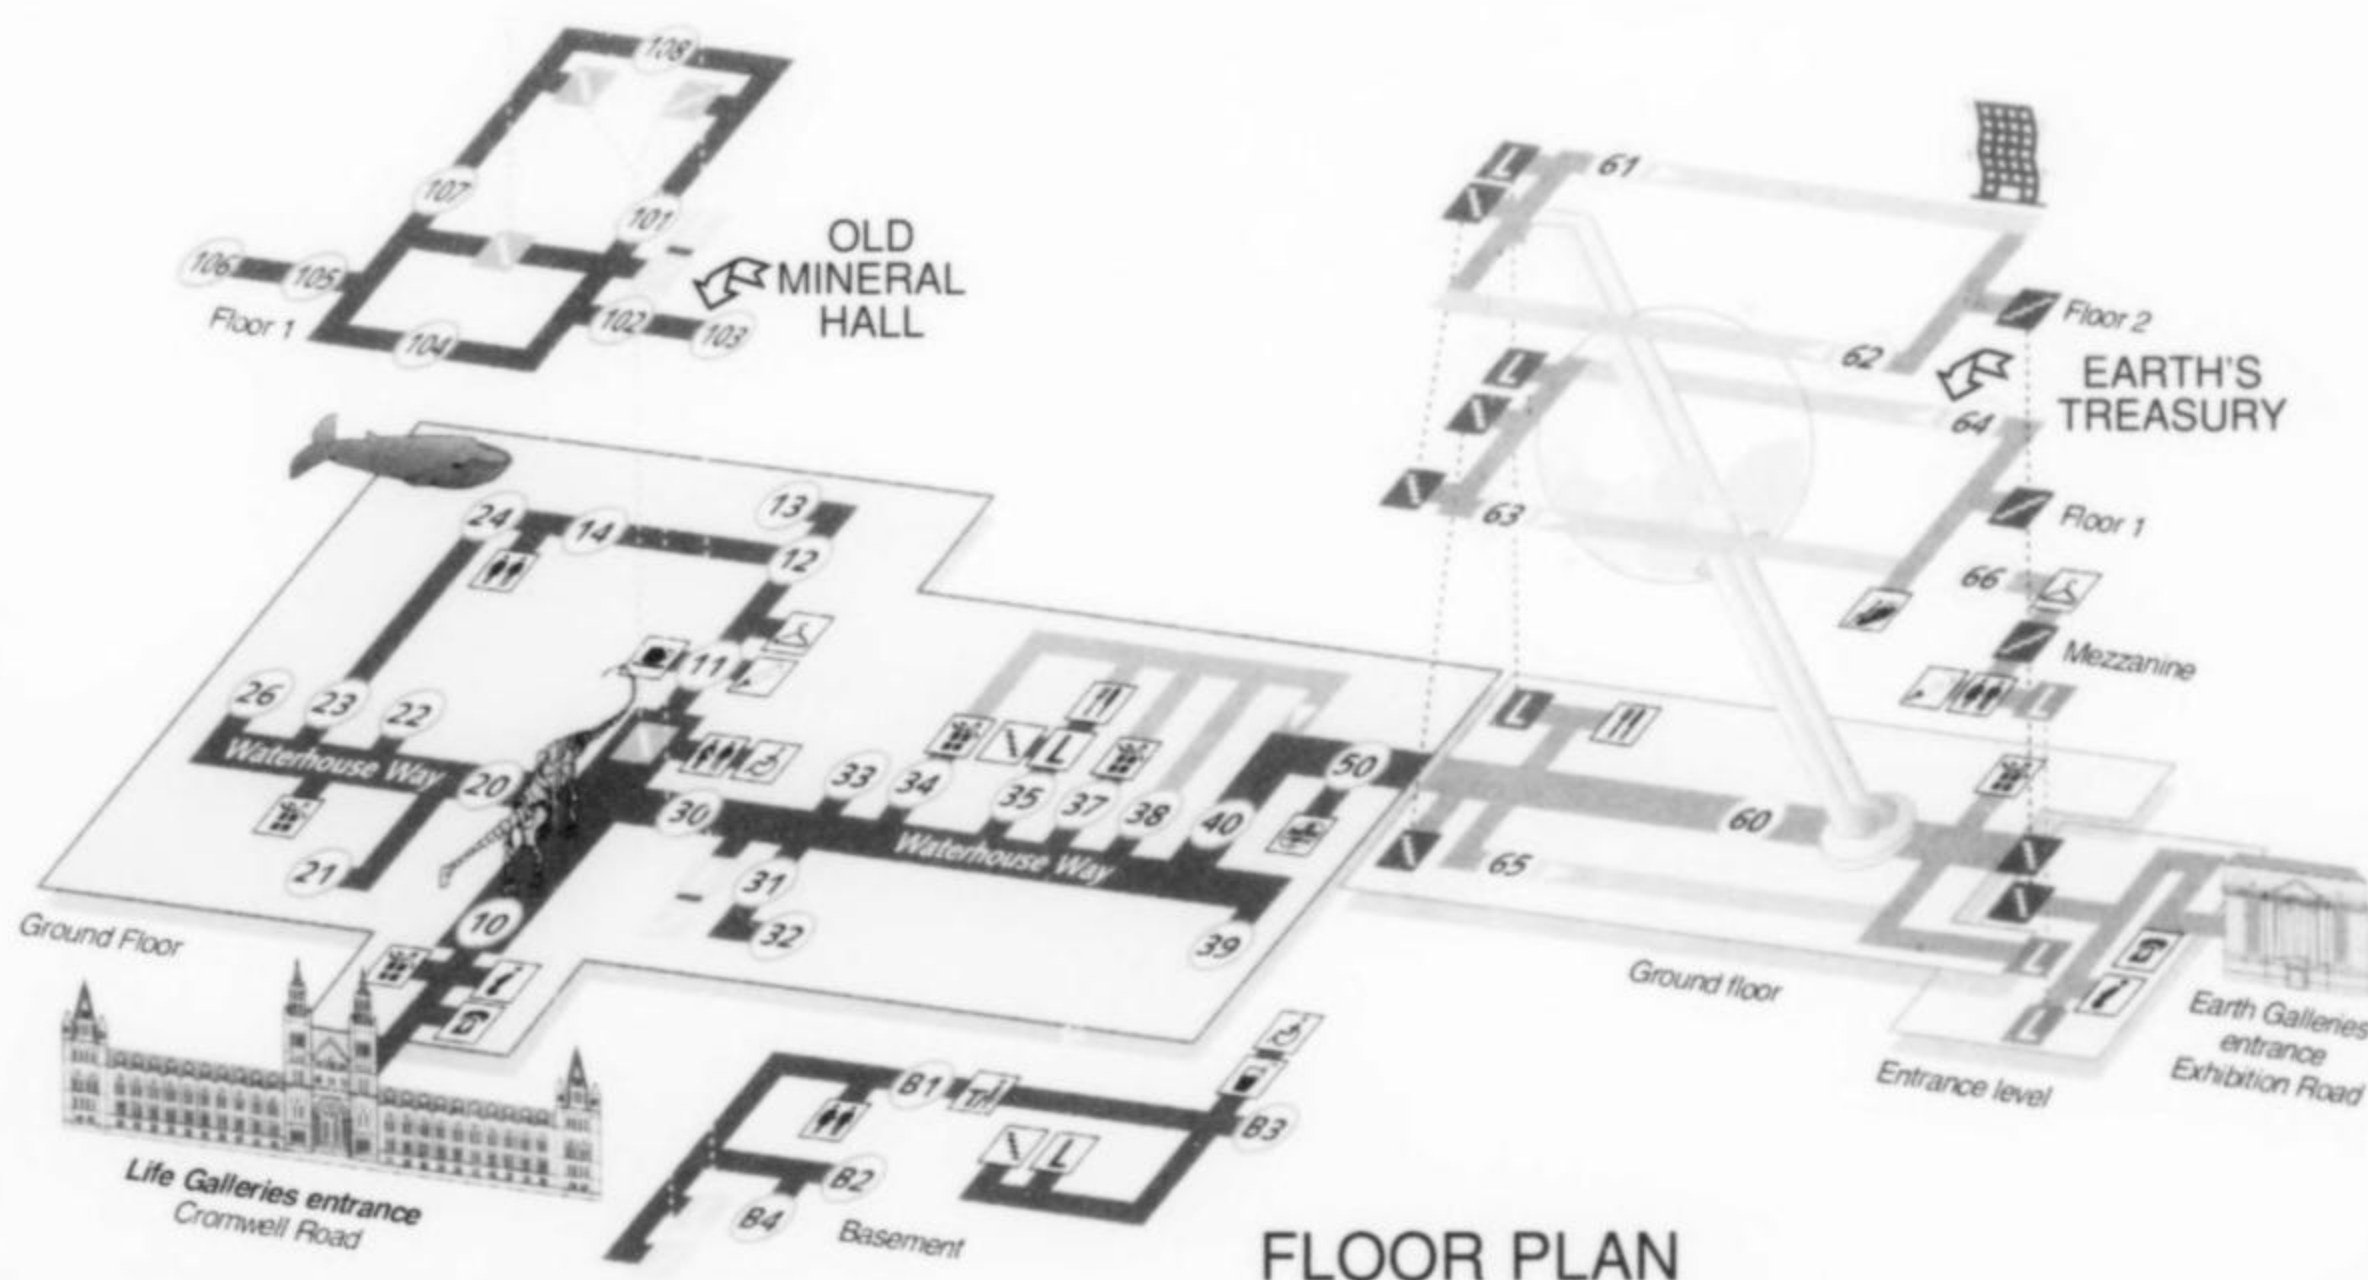 108
107
101
106
105
Floor 1
104
102
103
OLD
MINERAL
HALL
61
62
Floor 2
EARTH'S
TREASURY
64
63
Floor 1
66
Mezzanine
24
14
13
12
11
26
23
22
Waterhouse Way
20
21
10
30
31
32
33
34
35
37
38
40
50
Waterhouse Way
39
60
65
L
L
L
L
L
L
L
L
L
Ground Floor
Ground floor
Entrance level
Earth Galleries
entrance
Exhibition Road
Life Galleries entrance
Cromwell Road
B1
B2
B3
B4
Basement
FLOOR PLAN